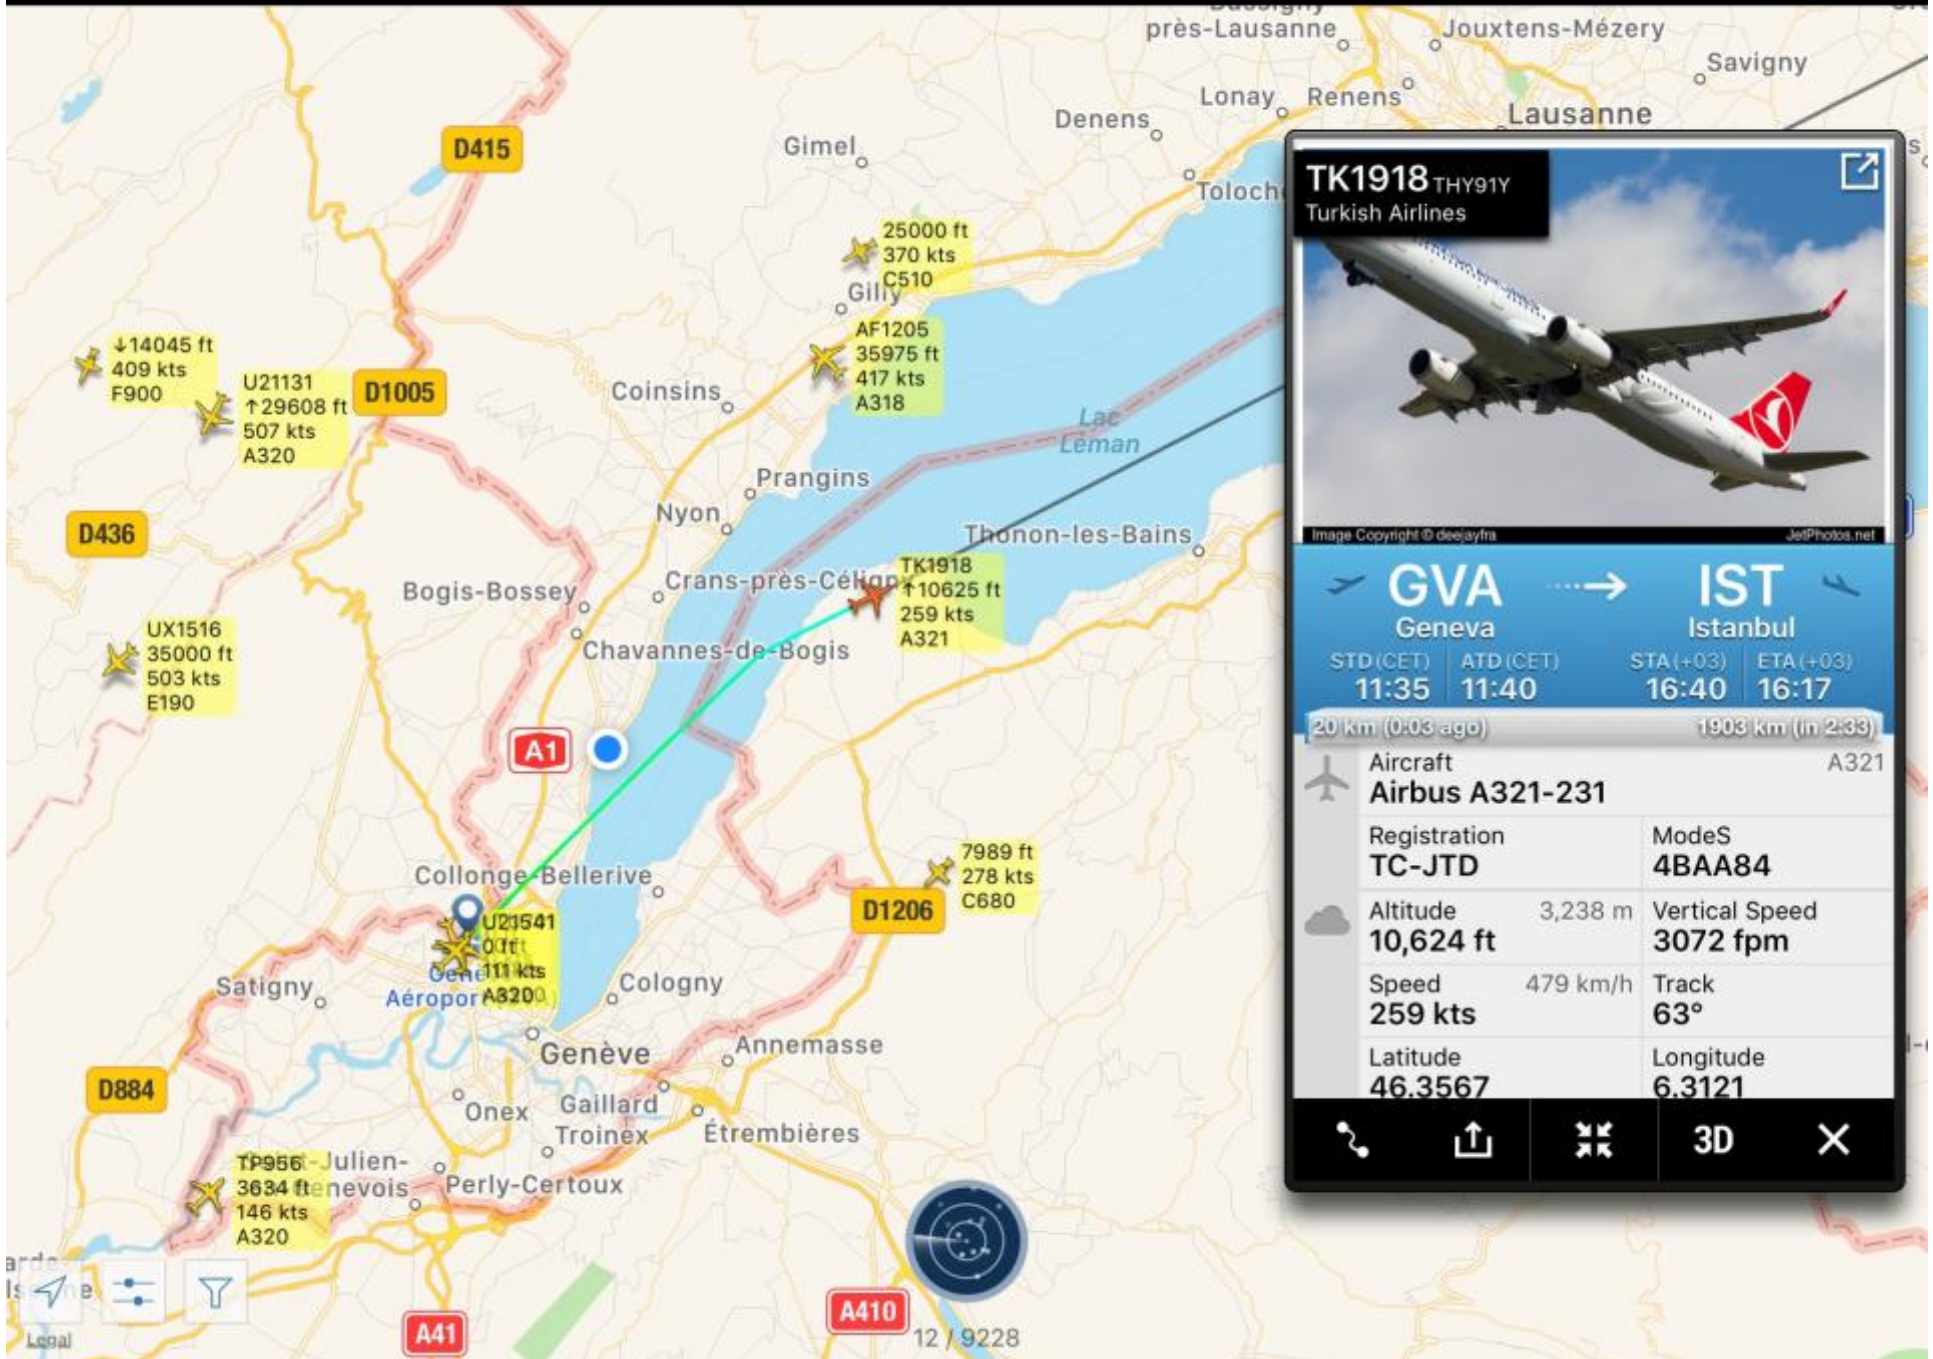 près-Lausanne
Jouxtens-Mézery
Savigny
Lonay
Renens
Lausanne
Denens
Gimel
D415
25000 ft
370 kts
C510
Gilly
AF1205
35975 ft
417 kts
A318
↓14045 ft
409 kts
F900
U21131
↑29608 ft
507 kts
A320
D1005
Coinsins
Lac
Léman
Prangins
Nyon
D436
Thonon-les-Bains
TK1918
↑10625 ft
259 kts
A321
Bogis-Bossey
Chavannes-de-Bogis
UX1516
35000 ft
503 kts
E190
A1
7989 ft
278 kts
C680
Collonge-Bellerive
D1206
U21541
0 ft
111 kts
A320
Satigny
Cologny
Genève
Annemasse
D884
Onex
Gaillard
Troinex
Étrembières
TP956
3634 ft
146 kts
A320
Perly-Certoux
A41
A410
12 / 9228
Legal
TK1918 THY91Y
Turkish Airlines
Image Copyright © deejayfra
JetPhotos.net
GVA
IST
Geneva
Istanbul
STD(CET) ATD(CET) STA(+03) ETA(+03)
11:35 11:40 16:40 16:17
20 km (0:03 ago) 1903 km (in 2:33)
Aircraft A321
Airbus A321-231
Registration ModeS
TC-JTD 4BAA84
Altitude 3,238 m Vertical Speed
10,624 ft 3072 fpm
Speed 479 km/h Track
259 kts 63°
Latitude Longitude
46.3567 6.3121
3D